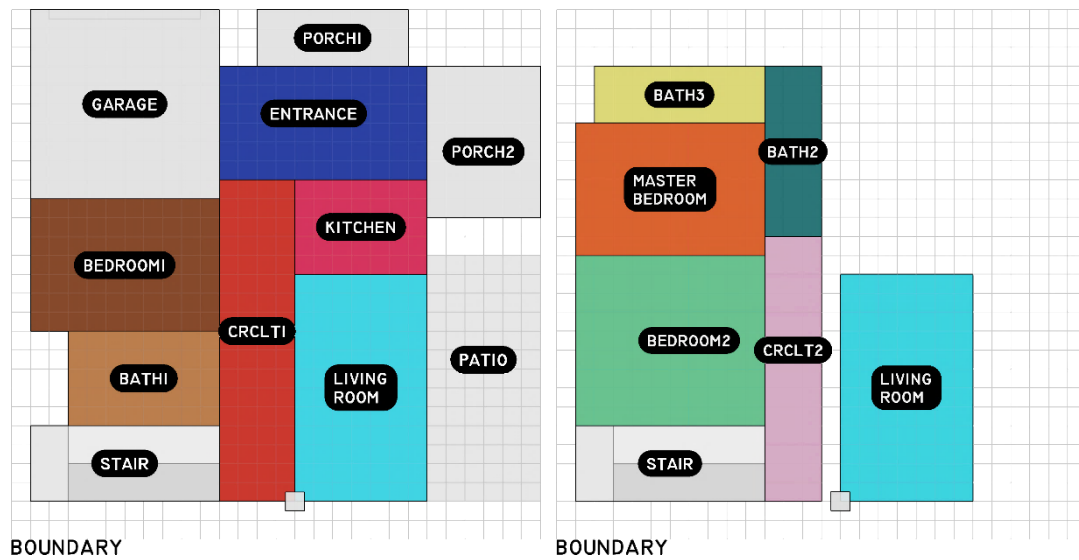 PORCH1
GARAGE
ENTRANCE
PORCH2
KITCHEN
BEDROOM1
CRCLT1
BATH1
LIVING
ROOM
PATIO
STAIR
BOUNDARY
BATH3
BATH2
MASTER
BEDROOM
BEDROOM2
CRCLT2
LIVING
ROOM
STAIR
BOUNDARY